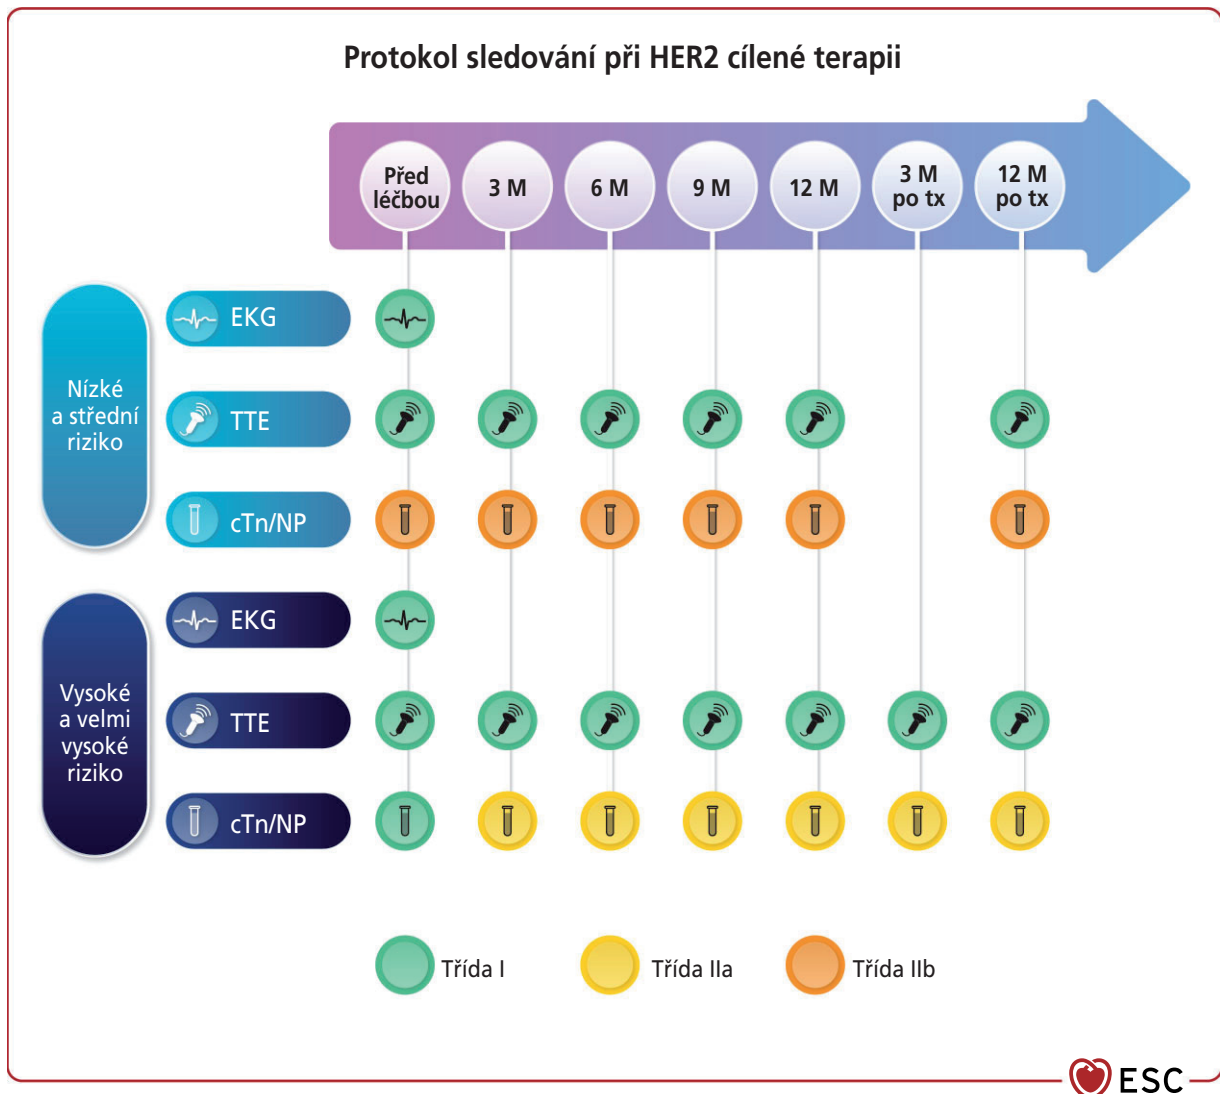 Protokol sledování při HER2 cílené terapii
Před
léčbou
3 M
6 M
9 M
12 M
3 M
po tx
12 M
po tx
Nízké
a střední
riziko
EKG
TTE
cTn/NP
Vysoké
a velmi
vysoké
riziko
EKG
TTE
cTn/NP
Třída I
Třída IIa
Třída IIb
ESC